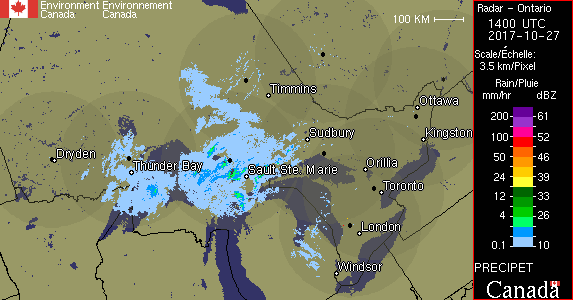 Environment Environnement
Canada Canada
100 KM
Timmins
Ottawa
Sudbury
Kingston
Dryden
Thunder Bay
Sault Ste. Marie
Orillia
Toronto
London
Windsor
Radar - Ontario
1400 UTC
2017-10-27
Scale/Échelle:
3.5 km/Pixel
Rain/Pluie
mm/hr dBZ
200 61
100 52
50 46
24 39
12 33
4 26
0.1 10
PRECIPET
Canada